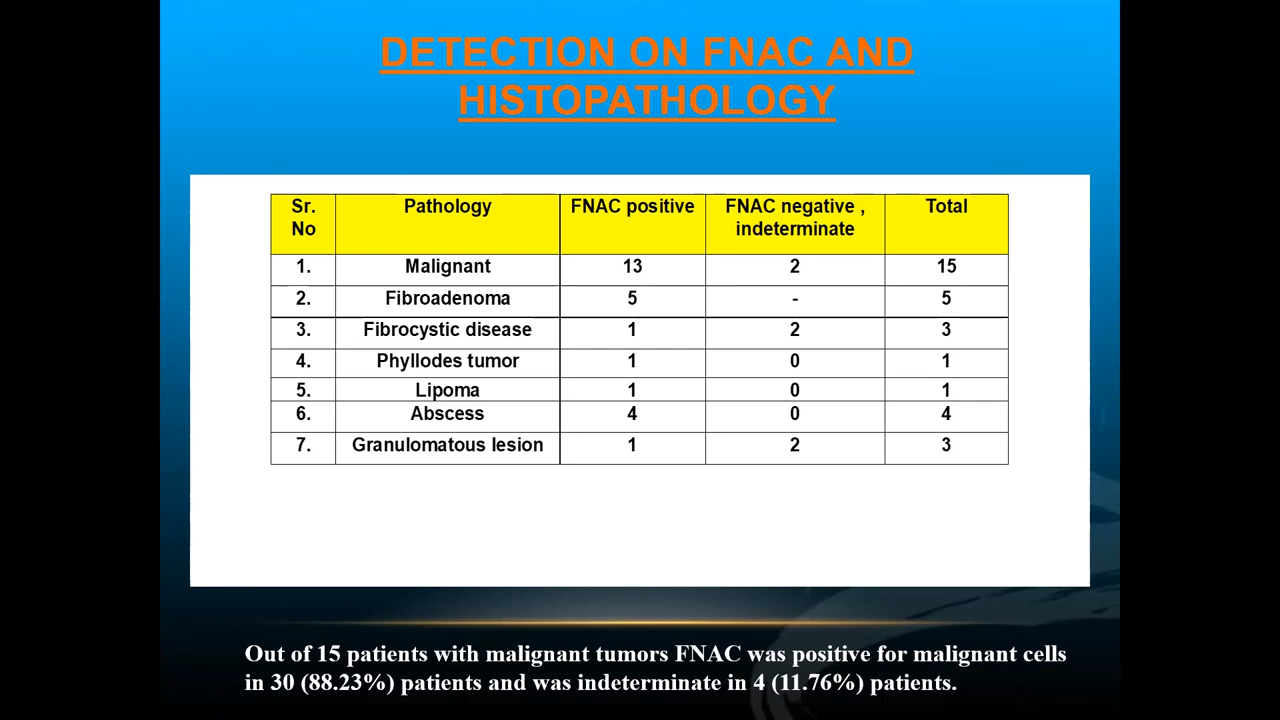 DETECTION ON FNAC AND
HISTOPATHOLOGY
Sr. No Pathology FNAC positive FNAC negative , indeterminate Total
1. Malignant 13 2 15
2. Fibroadenoma 5 - 5
3. Fibrocystic disease 1 2 3
4. Phyllodes tumor 1 0 1
5. Lipoma 1 0 1
6. Abscess 4 0 4
7. Granulomatous lesion 1 2 3
Out of 15 patients with malignant tumors FNAC was positive for malignant cells
in 30 (88.23%) patients and was indeterminate in 4 (11.76%) patients.